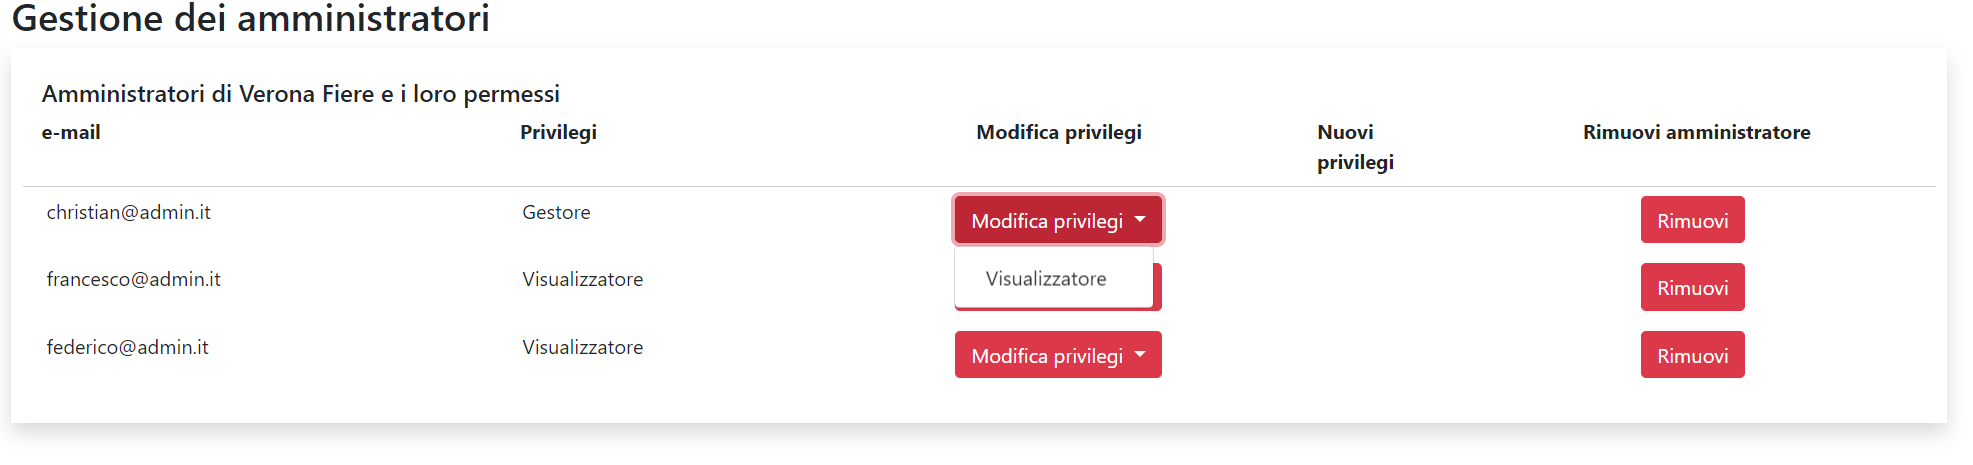 Gestione dei amministratori
Amministratori di Verona Fiere e i loro permessi
e-mail Privilegi Modifica privilegi Nuovi privilegi Rimuovi amministratore
christian@admin.it Gestore Modifica privilegi Rimuovi
francesco@admin.it Visualizzatore Visualizzatore Rimuovi
federico@admin.it Visualizzatore Modifica privilegi Rimuovi